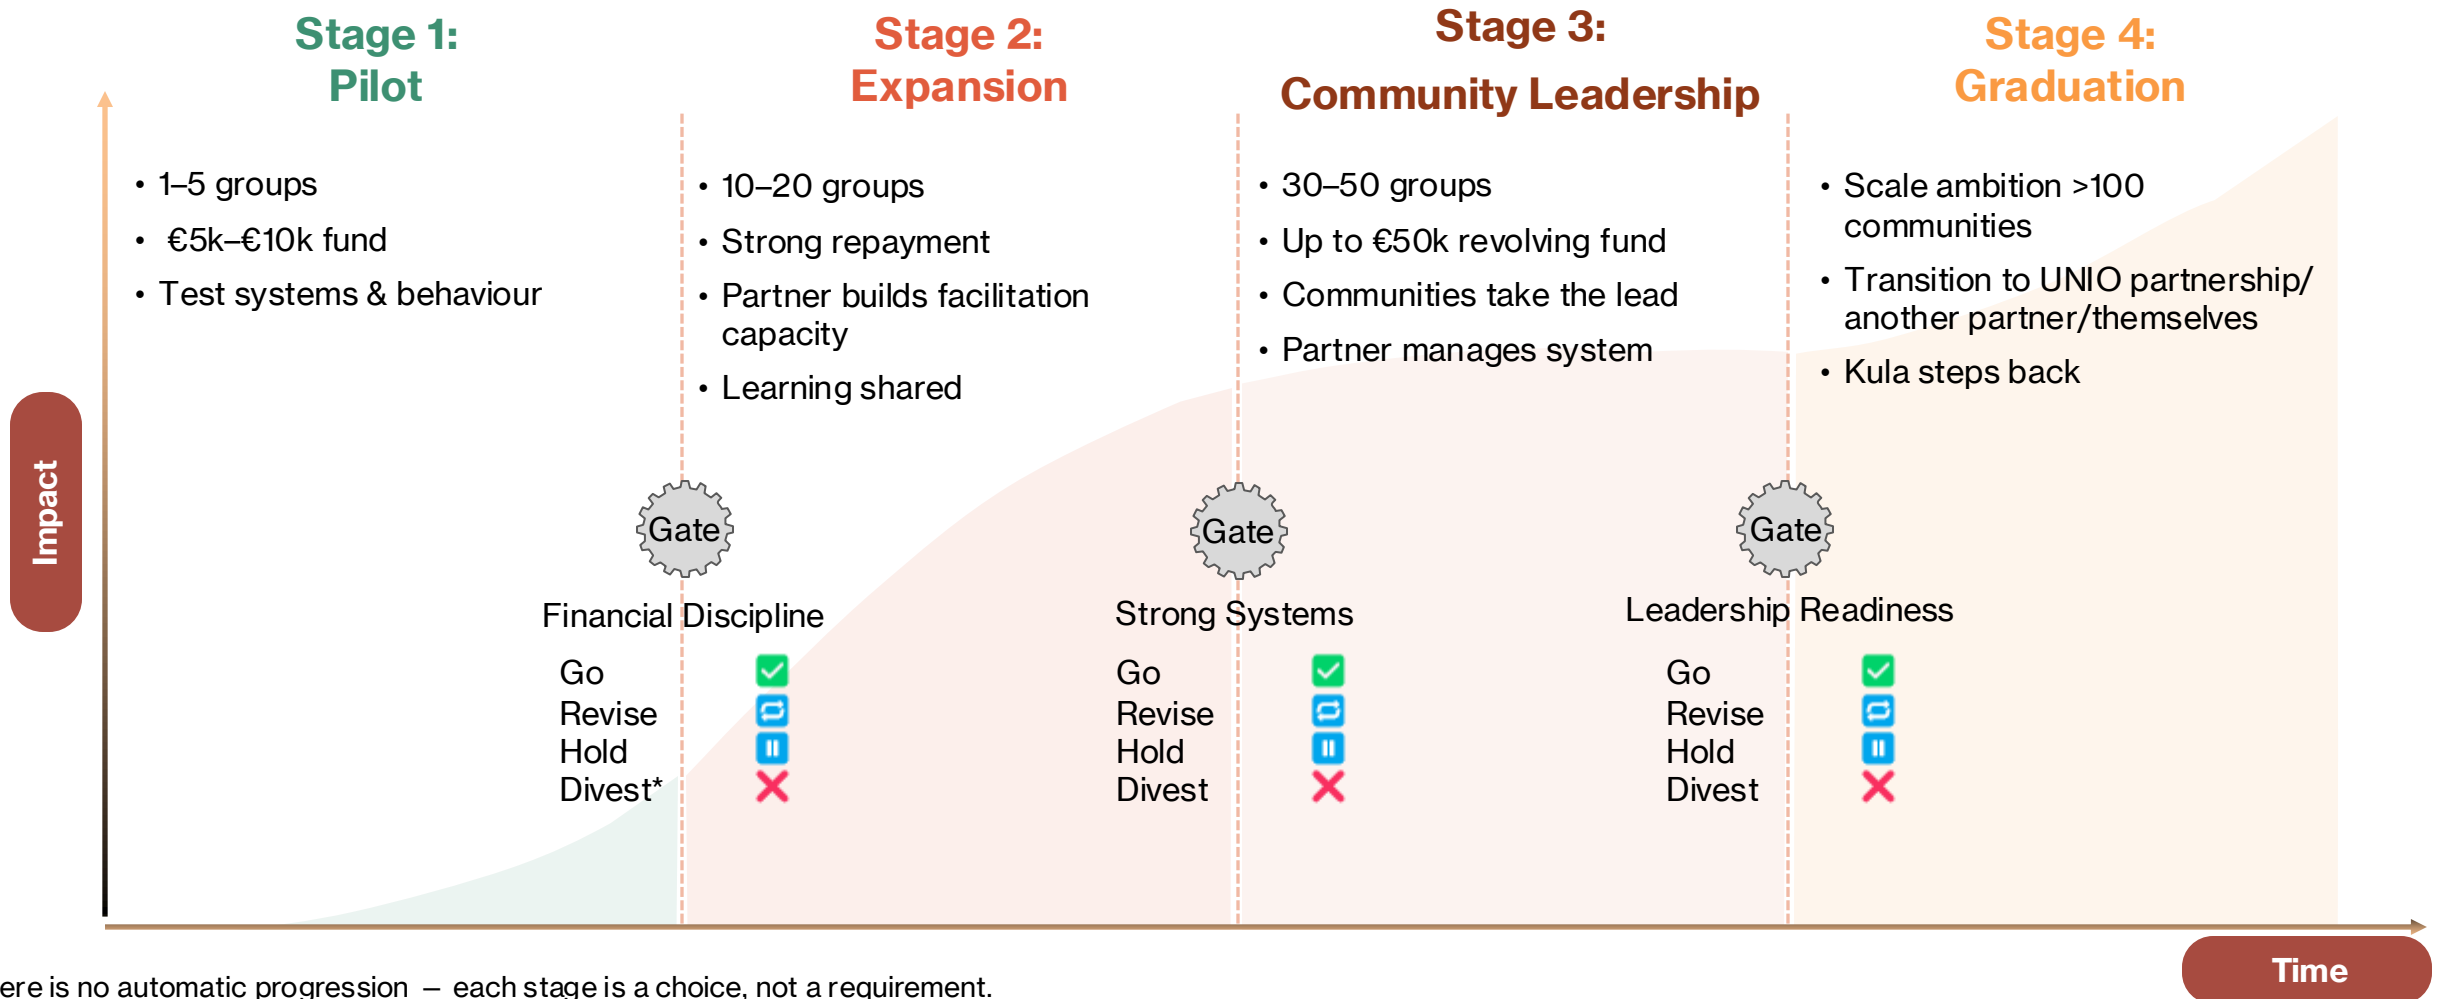 Stage 1:
Pilot
Stage 2:
Expansion
Stage 3:
Community Leadership
Stage 4:
Graduation
• 1–5 groups
• €5k–€10k fund
• Test systems & behaviour
• 10–20 groups
• Strong repayment
• Partner builds facilitation
capacity
• Learning shared
• 30–50 groups
• Up to €50k revolving fund
• Communities take the lead
• Partner manages system
• Scale ambition >100
communities
• Transition to UNIO partnership/
another partner/themselves
• Kula steps back
Impact
Gate
Financial Discipline
Go
Revise
Hold
Divest*
Gate
Strong Systems
Go
Revise
Hold
Divest
Gate
Leadership Readiness
Go
Revise
Hold
Divest
Time
ere is no automatic progression – each stage is a choice, not a requirement.